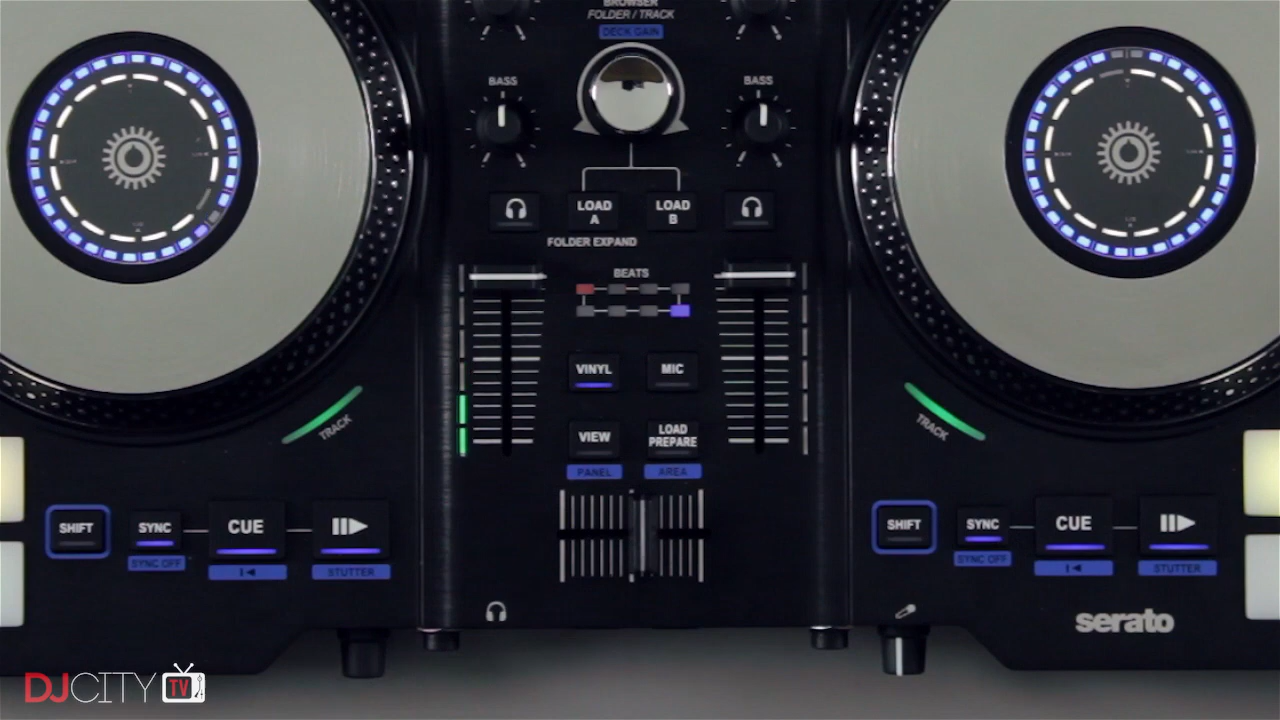 BROWSER
FOLDER / TRACK
DECK GAIN
BASS
BASS
LOAD A
LOAD B
FOLDER EXPAND
BEATS
VINYL
MIC
TRACK
TRACK
VIEW
LOAD PREPARE
PANEL
AREA
SHIFT
SYNC
CUE
SHIFT
SYNC
CUE
SYNC OFF
STUTTER
SYNC OFF
STUTTER
serato
DJCITY TV